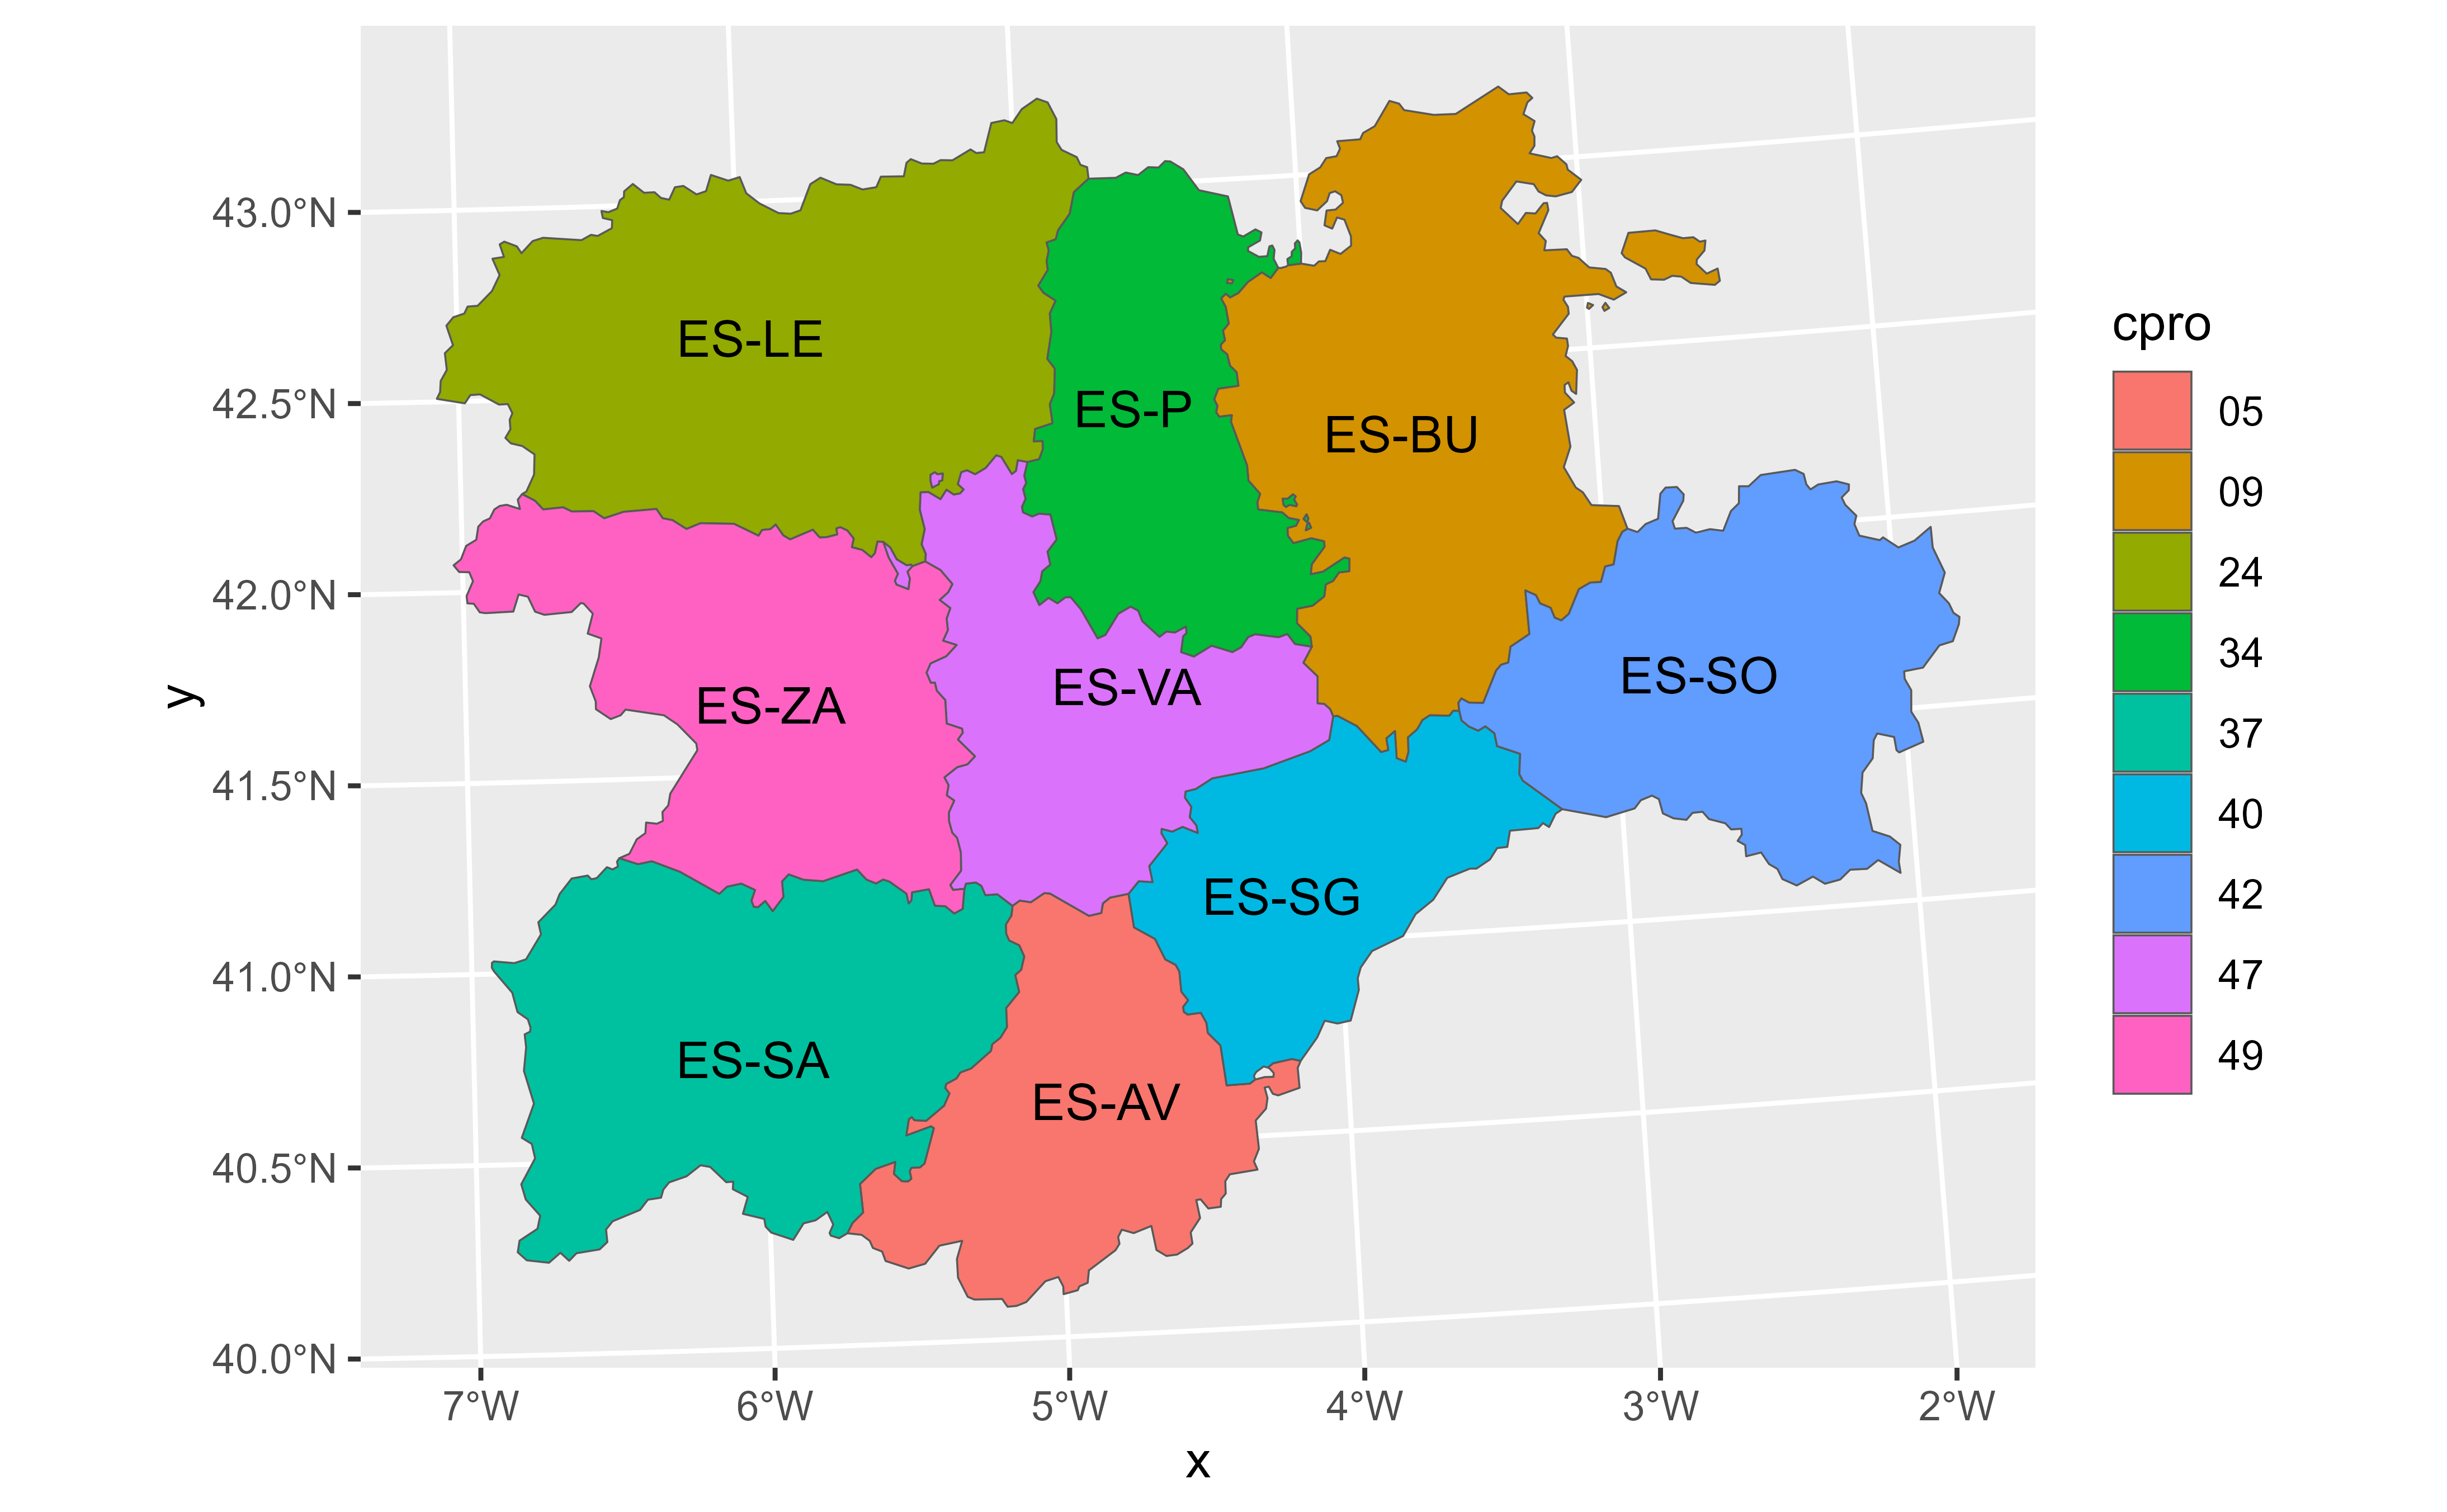 43.0°N
42.5°N
42.0°N
41.5°N
41.0°N
40.5°N
40.0°N
y
ES-LE
ES-P
ES-BU
ES-SO
ES-VA
ES-ZA
ES-SG
ES-SA
ES-AV
7°W
6°W
5°W
4°W
3°W
2°W
x
cpro
05
09
24
34
37
40
42
47
49